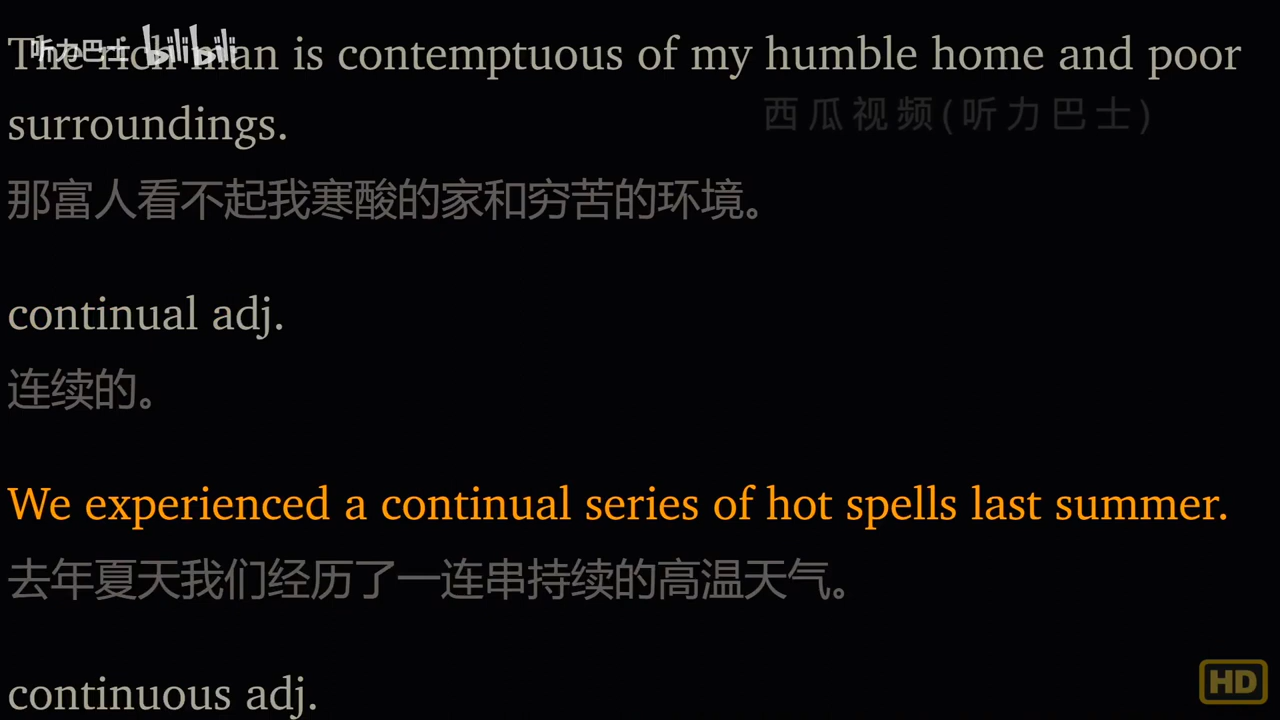 The rich man is contemptuous of my humble home and poor
听力巴士 bilibili
surroundings.
西瓜视频(听力巴士)
那富人看不起我寒酸的家和穷苦的环境。
continual adj.
连续的。
We experienced a continual series of hot spells last summer.
去年夏天我们经历了一连串持续的高温天气。
continuous adj.
HD